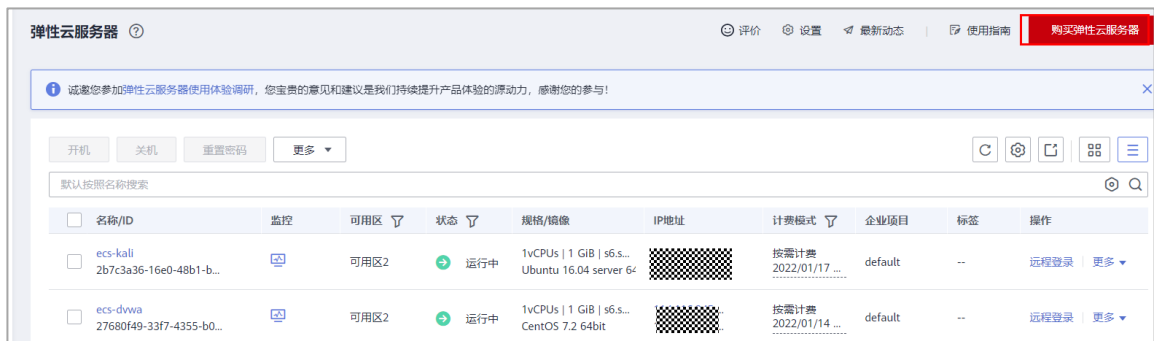 弹性云服务器 评价 设置 最新动态 使用指南 购买弹性云服务器
诚邀您参加弹性云服务器使用体验调研，您宝贵的意见和建议是我们持续提升产品体验的源动力，感谢您的参与！
开机 关机 重置密码 更多
默认按照名称搜索
名称/ID 监控 可用区 状态 规格/镜像 IP地址 计费模式 企业项目 标签 操作
ecs-kali 1vCPUs | 1 GiB | s6.s... 按需计费
可用区2 运行中 default -- 远程登录 更多
2b7c3a36-16e0-48b1-b... Ubuntu 16.04 server 64 2022/01/17 ...
ecs-dvwa 1vCPUs | 1 GiB | s6.s... 按需计费
可用区2 运行中 default -- 远程登录 更多
27680f49-33f7-4355-b0... CentOS 7.2 64bit 2022/01/14 ...